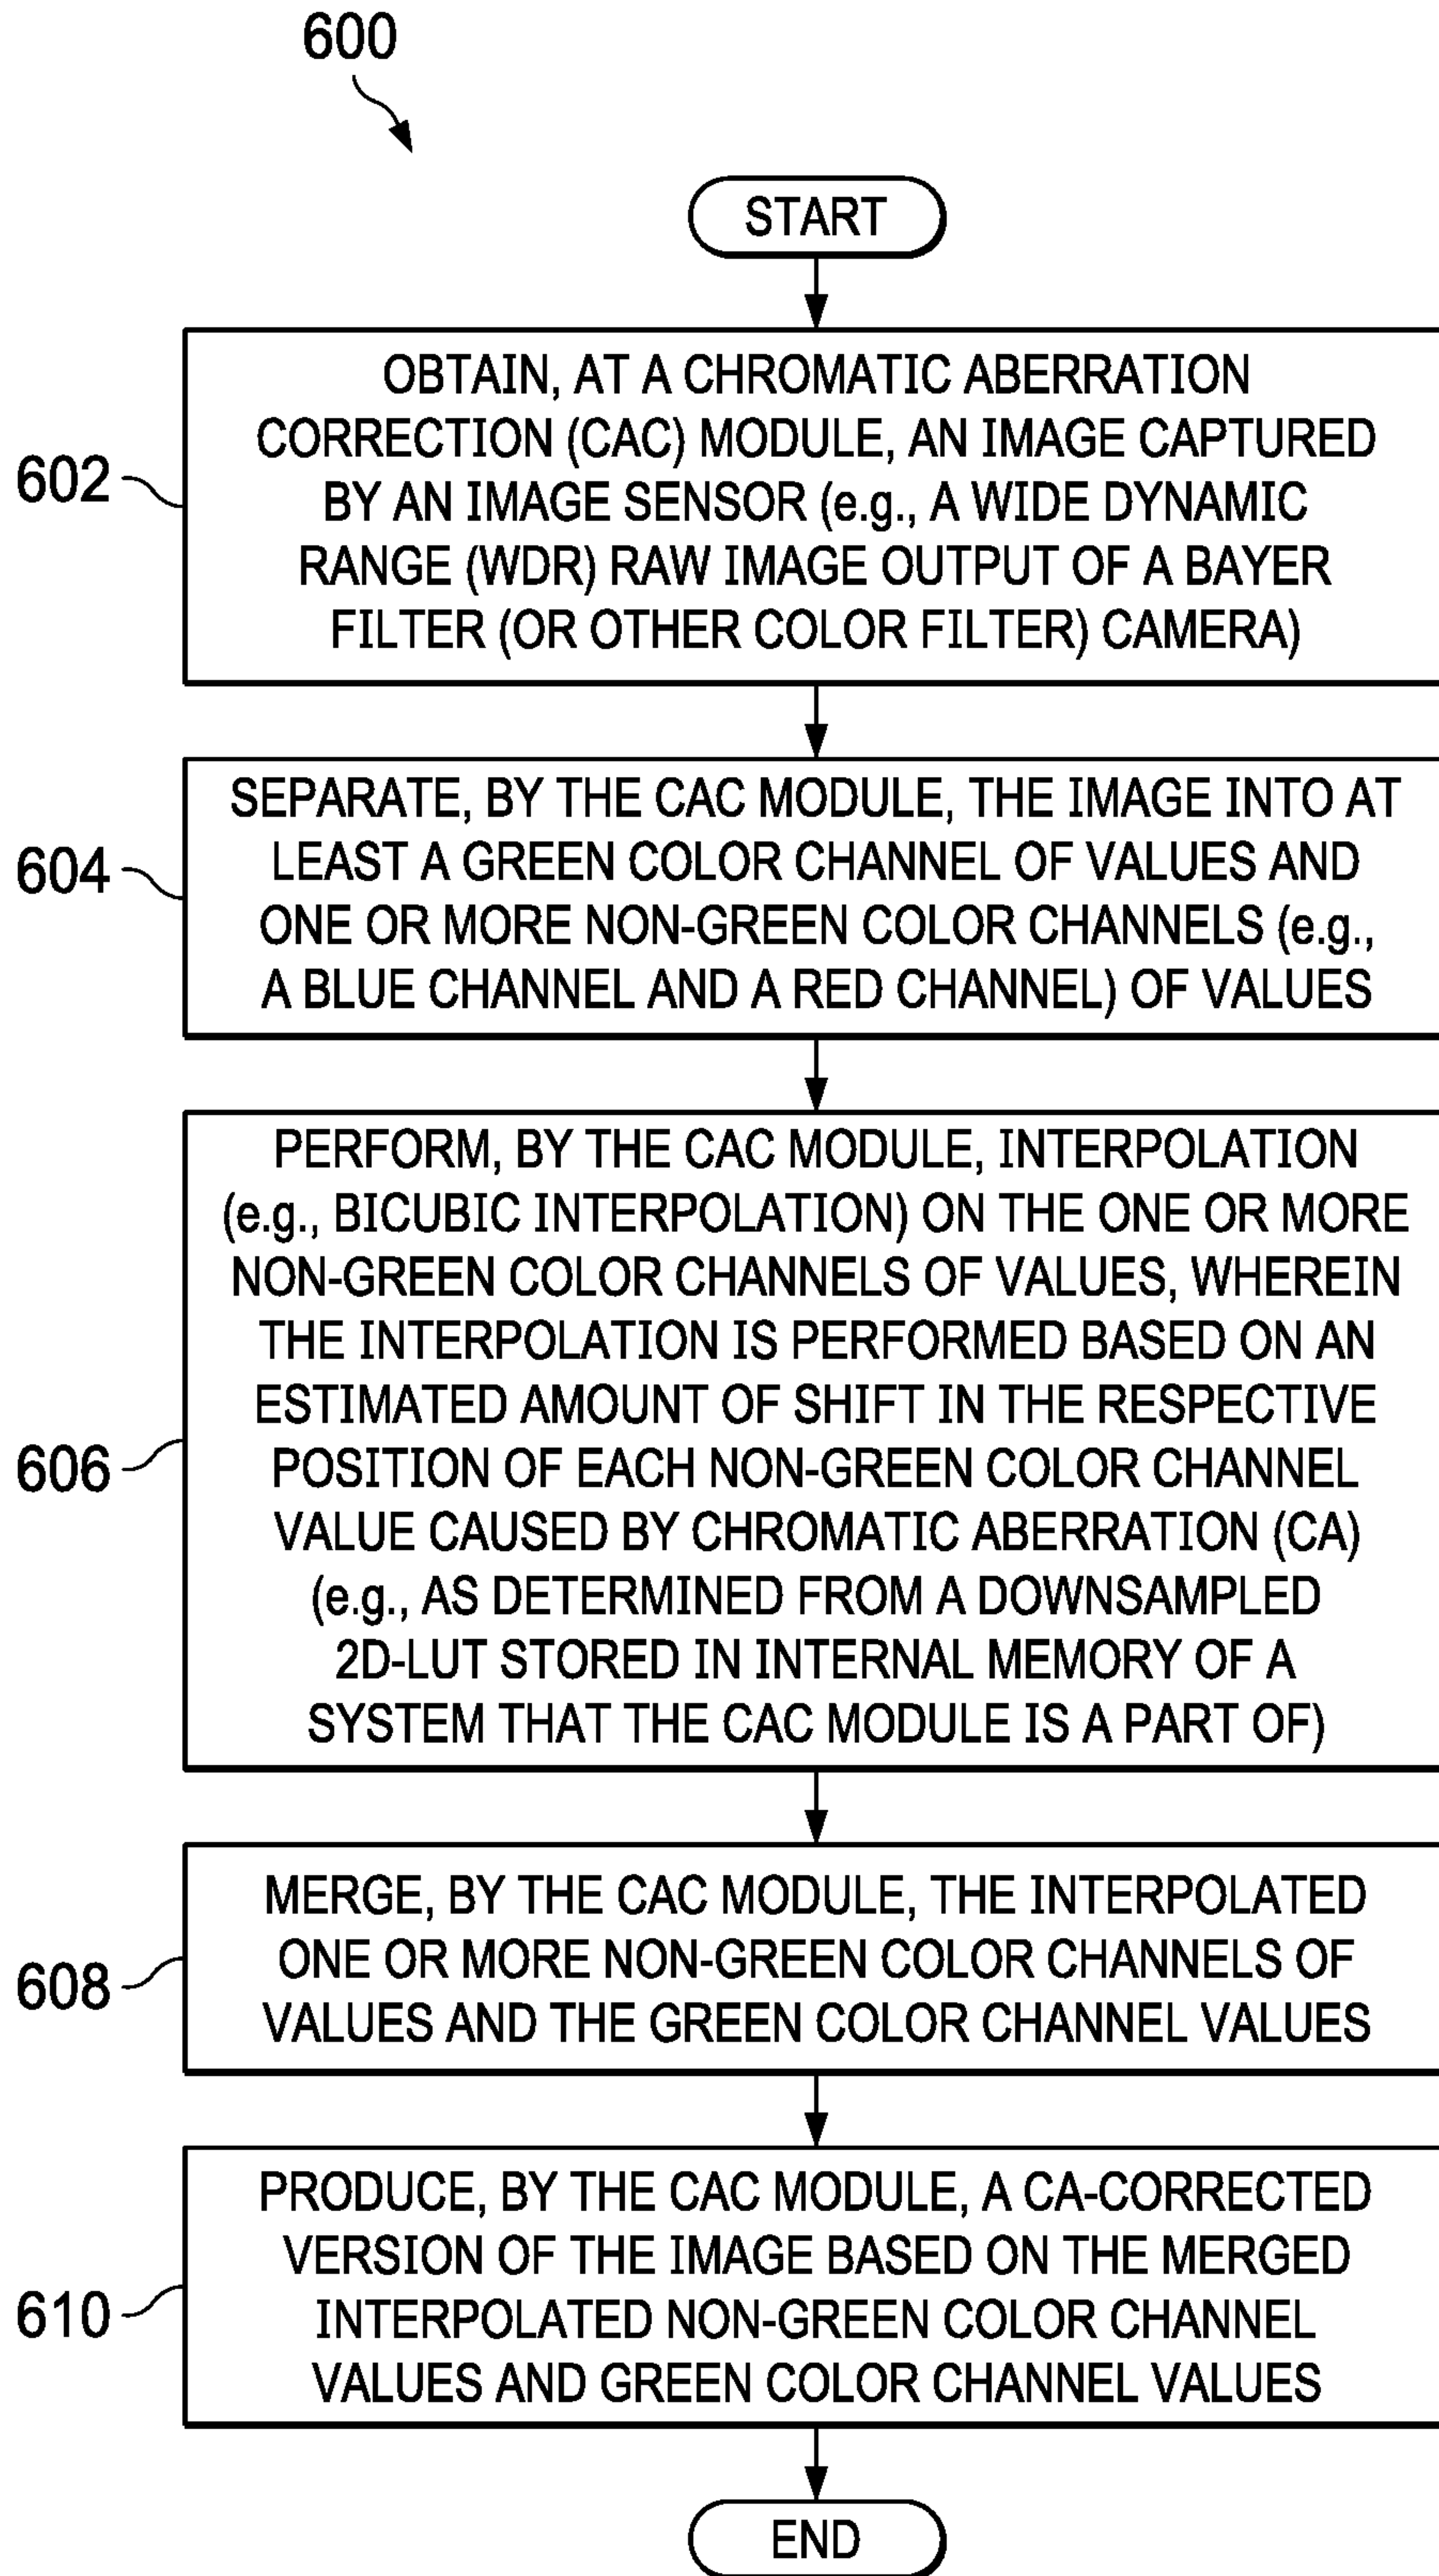 600
START
OBTAIN, AT A CHROMATIC ABERRATION
CORRECTION (CAC) MODULE, AN IMAGE CAPTURED
BY AN IMAGE SENSOR (e.g., A WIDE DYNAMIC
RANGE (WDR) RAW IMAGE OUTPUT OF A BAYER
FILTER (OR OTHER COLOR FILTER) CAMERA)
602
SEPARATE, BY THE CAC MODULE, THE IMAGE INTO AT
LEAST A GREEN COLOR CHANNEL OF VALUES AND
ONE OR MORE NON-GREEN COLOR CHANNELS (e.g.,
A BLUE CHANNEL AND A RED CHANNEL) OF VALUES
604
PERFORM, BY THE CAC MODULE, INTERPOLATION
(e.g., BICUBIC INTERPOLATION) ON THE ONE OR MORE
NON-GREEN COLOR CHANNELS OF VALUES, WHEREIN
THE INTERPOLATION IS PERFORMED BASED ON AN
ESTIMATED AMOUNT OF SHIFT IN THE RESPECTIVE
POSITION OF EACH NON-GREEN COLOR CHANNEL
VALUE CAUSED BY CHROMATIC ABERRATION (CA)
(e.g., AS DETERMINED FROM A DOWNSAMPLED
2D-LUT STORED IN INTERNAL MEMORY OF A
SYSTEM THAT THE CAC MODULE IS A PART OF)
606
MERGE, BY THE CAC MODULE, THE INTERPOLATED
ONE OR MORE NON-GREEN COLOR CHANNELS OF
VALUES AND THE GREEN COLOR CHANNEL VALUES
608
PRODUCE, BY THE CAC MODULE, A CA-CORRECTED
VERSION OF THE IMAGE BASED ON THE MERGED
INTERPOLATED NON-GREEN COLOR CHANNEL
VALUES AND GREEN COLOR CHANNEL VALUES
610
END